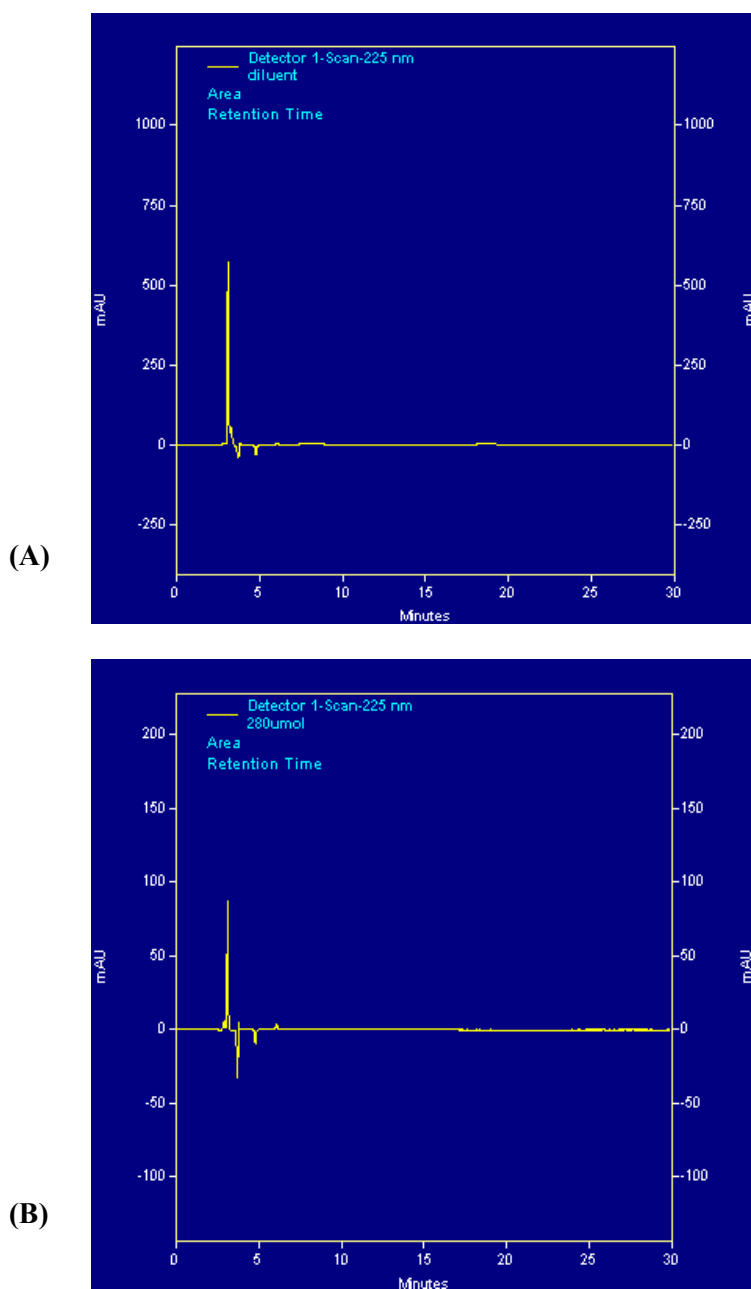 Detector 1-Scan-225 nm
diluent
Area
Retention Time
1000 1000
750 750
500 500
mAU mAU
250 250
0 0
-250 -250
(A)
0 5 10 15 20 25 30
Minutes
Detector 1-Scan-225 nm
280umol
200 200
Area
Retention Time
150 150
100 100
mAU mAU
50 50
0 0
-50 -50
-100 -100
(B)
0 5 10 15 20 25 30
Minutes